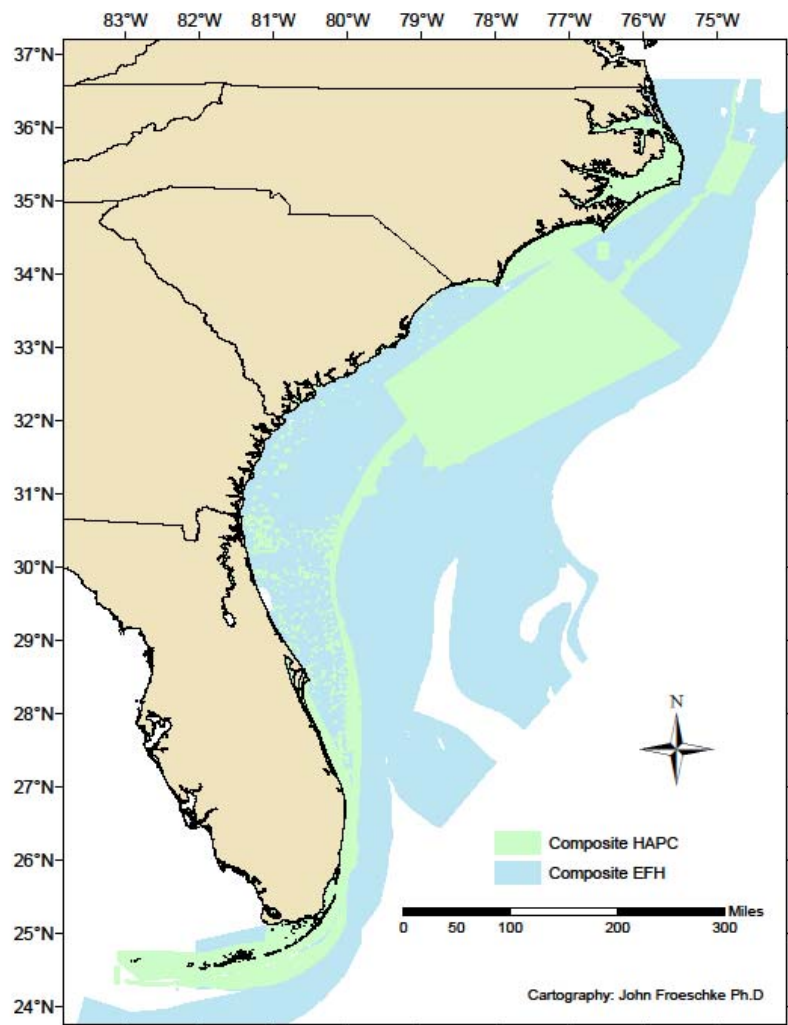 83°W 82°W 81°W 80°W 79°W 78°W 77°W 76°W 75°W
37°N
36°N
35°N
34°N
33°N
32°N
31°N
30°N
29°N
28°N
27°N
26°N
25°N
24°N
N
Composite HAPC
Composite EFH
Miles
0 50 100 200 300
Cartography: John Froeschke Ph.D